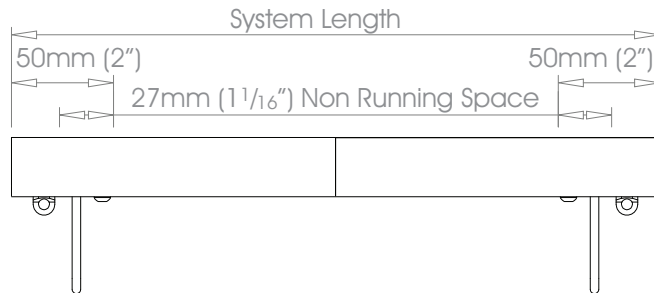 System Length
50mm (2”) 50mm (2”)
27mm (1 1/16”) Non Running Space